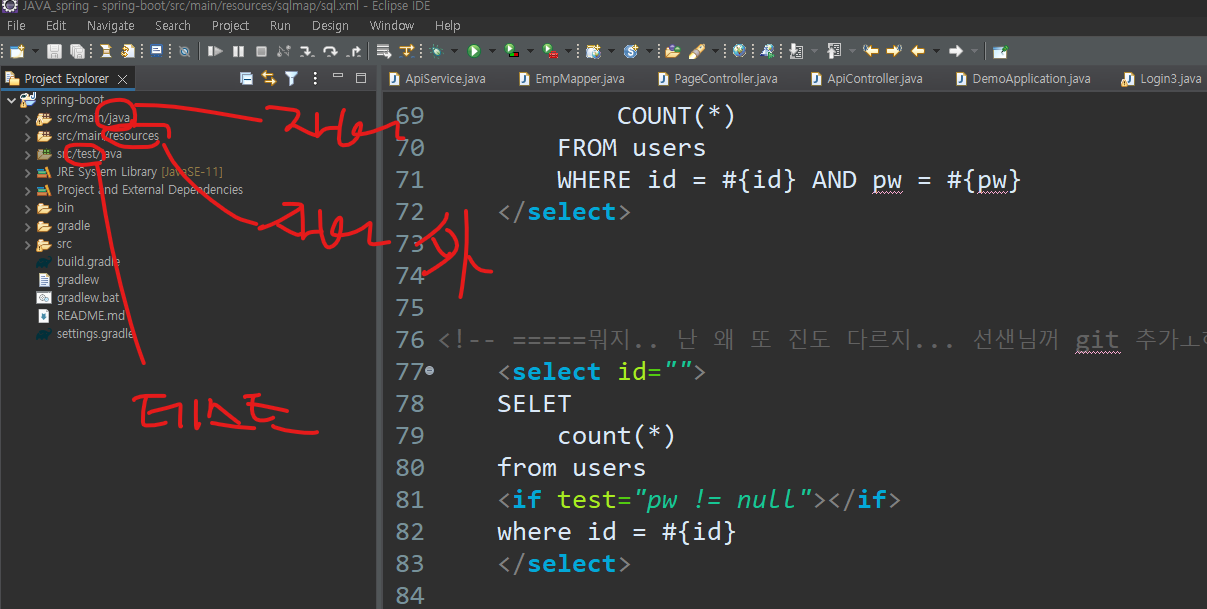 JAVA_spring - spring-boot/src/main/resources/sqlmap/sql.xml - Eclipse IDE
File Edit Navigate Search Project Run Design Window Help
Project Explorer
ApiService.java EmpMapper.java PageController.java ApiController.java DemoApplication.java Login3.java
spring-boot
src/main/java
src/main/resources
src/test/java
JRE System Library [JavaSE-11]
Project and External Dependencies
bin
gradle
src
build.gradle
gradlew
gradlew.bat
README.md
settings.gradle
자바
자바 외
테스트
69 COUNT(*)
70 FROM users
71 WHERE id = #{id} AND pw = #{pw}
72 </select>
73
74
75
76 <!-- =====뭐지.. 난 왜 또 진도 다르지... 선샌님꺼 git 추가ㅗ
77 <select id="">
78 SELET
79 count(*)
80 from users
81 <if test="pw != null"></if>
82 where id = #{id}
83 </select>
84